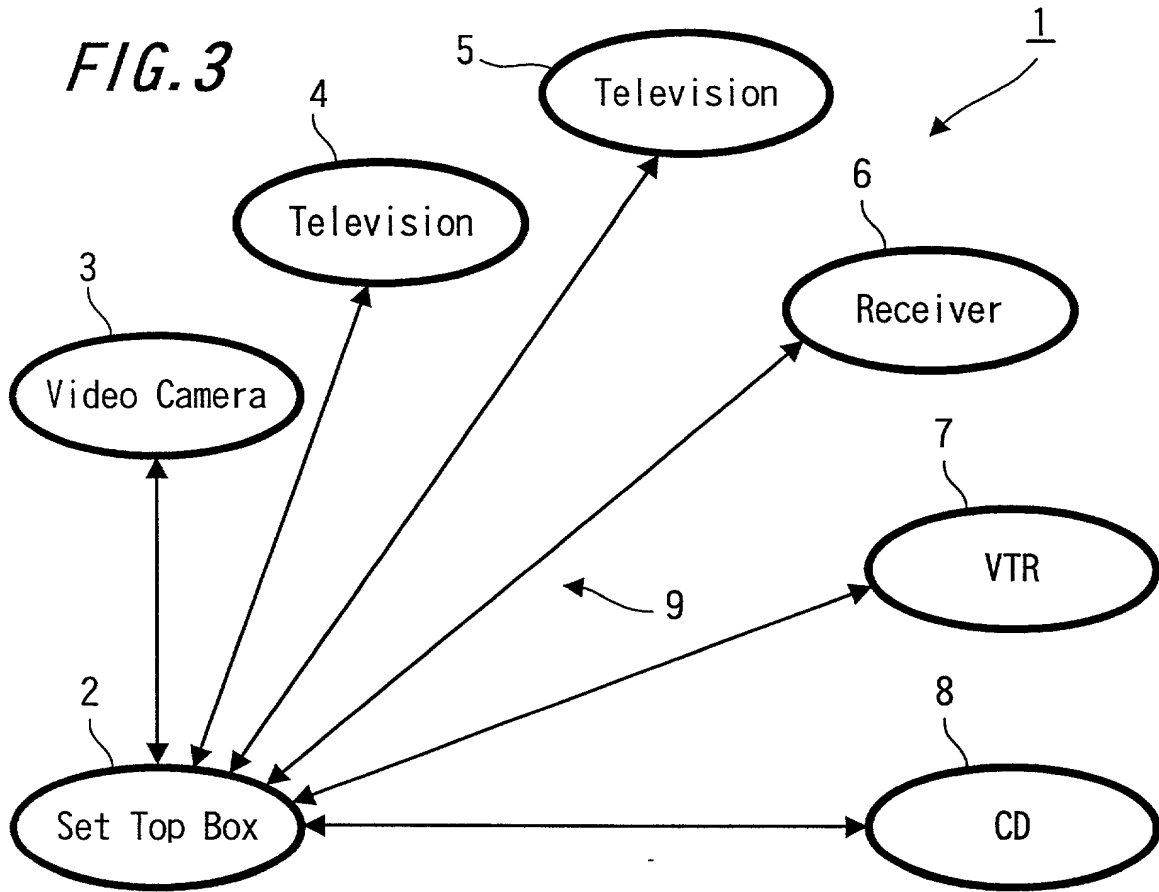 FIG.3
1
5
Television
4
Television
6
Receiver
3
Video Camera
7
VTR
9
2
Set Top Box
8
CD